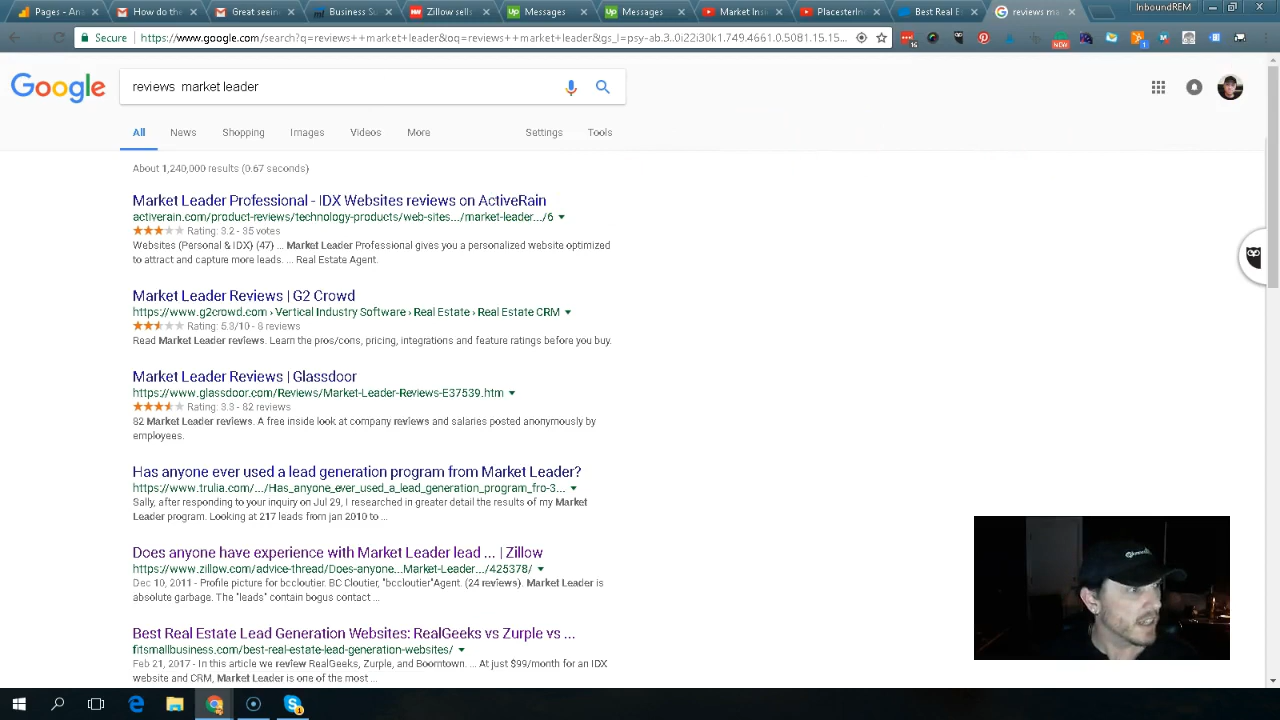 Pages - An
How do the
Great seein
Business S
Zillow sell
Messages
Messages
Market Insi
PlacesterIn
Best Real E
reviews ma
InboundREM
Secure
https://www.google.com/search?q=reviews++market+leader&oq=reviews++market+leader&gs_l=psy-ab.3..0i22i30k1.749.4661.0.5081.15.15...
Google
reviews market leader
All News Shopping Images Videos More Settings Tools
About 1,240,000 results (0.67 seconds)
Market Leader Professional - IDX Websites reviews on ActiveRain
activerain.com/product-reviews/technology-products/web-sites.../market-leader.../6
Rating: 3.2 - 35 votes
Websites (Personal & IDX) (47) ... Market Leader Professional gives you a personalized website optimized
to attract and capture more leads. ... Real Estate Agent.
Market Leader Reviews | G2 Crowd
https://www.g2crowd.com › Vertical Industry Software › Real Estate › Real Estate CRM
Rating: 5.3/10 - 8 reviews
Read Market Leader reviews. Learn the pros/cons, pricing, integrations and feature ratings before you buy.
Market Leader Reviews | Glassdoor
https://www.glassdoor.com/Reviews/Market-Leader-Reviews-E37539.htm
Rating: 3.3 - 82 reviews
82 Market Leader reviews. A free inside look at company reviews and salaries posted anonymously by
employees.
Has anyone ever used a lead generation program from Market Leader?
https://www.trulia.com/.../Has_anyone_ever_used_a_lead_generation_program_fro-3...
Sally, after responding to your inquiry on Jul 29, I researched in greater detail the results of my Market
Leader program. Looking at 217 leads from jan 2010 to ...
Does anyone have experience with Market Leader lead ... | Zillow
https://www.zillow.com/advice-thread/Does-anyone...Market-Leader.../425378/
Dec 10, 2011 - Profile picture for bccloutier. BC Cloutier, "bccloutier"Agent. (24 reviews). Market Leader is
absolute garbage. The "leads" contain bogus contact ...
Best Real Estate Lead Generation Websites: RealGeeks vs Zurple vs ...
fitsmallbusiness.com/best-real-estate-lead-generation-websites/
Feb 21, 2017 - In this article we review RealGeeks, Zurple, and Boomtown. ... At just $99/month for an IDX
website and CRM, Market Leader is one of the most ...